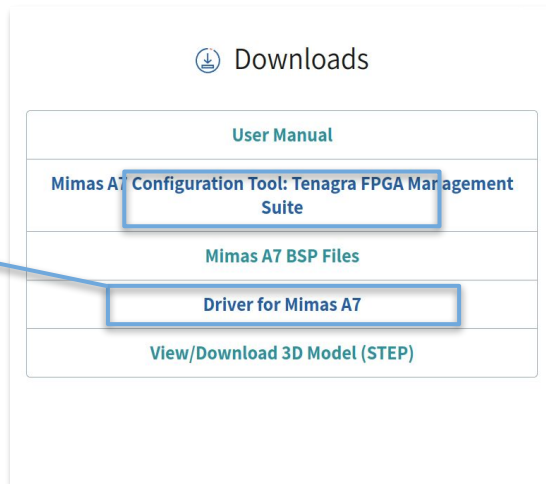 Downloads
User Manual
Mimas A7 Configuration Tool: Tenagra FPGA Management
Suite
Mimas A7 BSP Files
Driver for Mimas A7
View/Download 3D Model (STEP)